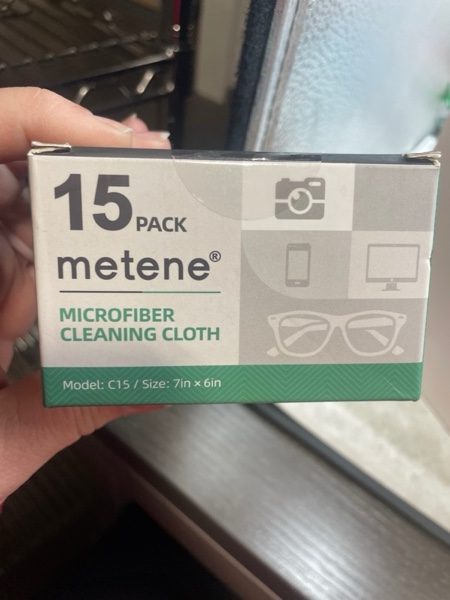 15 PACK
metene®
MICROFIBER
CLEANING CLOTH
Model: C15 / Size: 7in × 6in